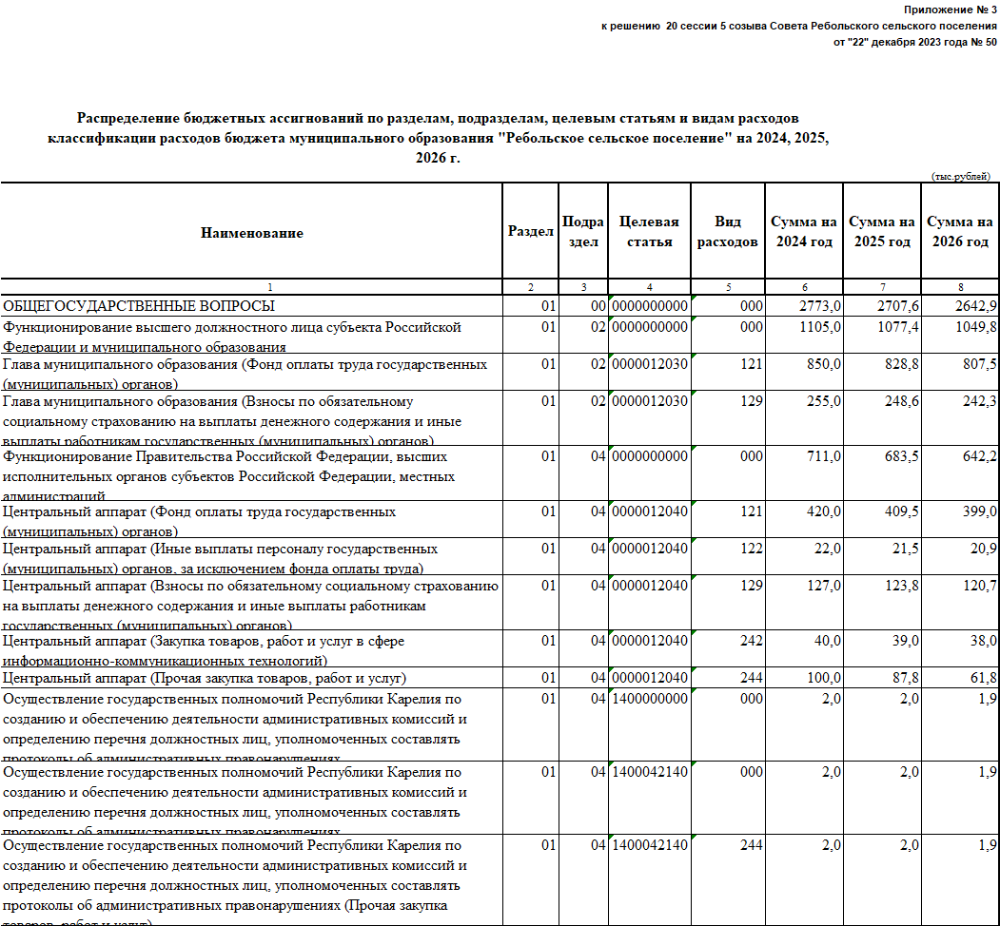 Приложение № 3
к решению 20 сессии 5 созыва Совета Ребольского сельского поселения
от "22" декабря 2023 года № 50
Распределение бюджетных ассигнований по разделам, подразделам, целевым статьям и видам расходов
классификации расходов бюджета муниципального образования "Ребольское сельское поселение" на 2024, 2025,
2026 г.
(тыс.рублей)
Наименование Раздел Подра Целевая Вид Сумма на Сумма на Сумма на
здел статья расходов 2024 год 2025 год 2026 год
1 2 3 4 5 6 7 8
ОБЩЕГОСУДАРСТВЕННЫЕ ВОПРОСЫ 01 00 0000000000 000 2773,0 2707,6 2642,9
Функционирование высшего должностного лица субъекта Российской 01 02 0000000000 000 1105,0 1077,4 1049,8
Федерации и муниципального образования
Глава муниципального образования (Фонд оплаты труда государственных 01 02 0000012030 121 850,0 828,8 807,5
(муниципальных) органов)
Глава муниципального образования (Взносы по обязательному 01 02 0000012030 129 255,0 248,6 242,3
социальному страхованию на выплаты денежного содержания и иные
выплаты работникам государственных (муниципальных) органов)
Функционирование Правительства Российской Федерации, высших 01 04 0000000000 000 711,0 683,5 642,2
исполнительных органов субъектов Российской Федерации, местных
администраций
Центральный аппарат (Фонд оплаты труда государственных 01 04 0000012040 121 420,0 409,5 399,0
(муниципальных) органов)
Центральный аппарат (Иные выплаты персоналу государственных 01 04 0000012040 122 22,0 21,5 20,9
(муниципальных) органов, за исключением фонда оплаты труда)
Центральный аппарат (Взносы по обязательному социальному страхованию 01 04 0000012040 129 127,0 123,8 120,7
на выплаты денежного содержания и иные выплаты работникам
государственных (муниципальных) органов)
Центральный аппарат (Закупка товаров, работ и услуг в сфере 01 04 0000012040 242 40,0 39,0 38,0
информационно-коммуникационных технологий)
Центральный аппарат (Прочая закупка товаров, работ и услуг) 01 04 0000012040 244 100,0 87,8 61,8
Осуществление государственных полномочий Республики Карелия по 01 04 1400000000 000 2,0 2,0 1,9
созданию и обеспечению деятельности административных комиссий и
определению перечня должностных лиц, уполномоченных составлять
протоколы об административных правонарушениях
Осуществление государственных полномочий Республики Карелия по 01 04 1400042140 000 2,0 2,0 1,9
созданию и обеспечению деятельности административных комиссий и
определению перечня должностных лиц, уполномоченных составлять
протоколы об административных правонарушениях
Осуществление государственных полномочий Республики Карелия по 01 04 1400042140 244 2,0 2,0 1,9
созданию и обеспечению деятельности административных комиссий и
определению перечня должностных лиц, уполномоченных составлять
протоколы об административных правонарушениях (Прочая закупка
товаров, работ и услуг)